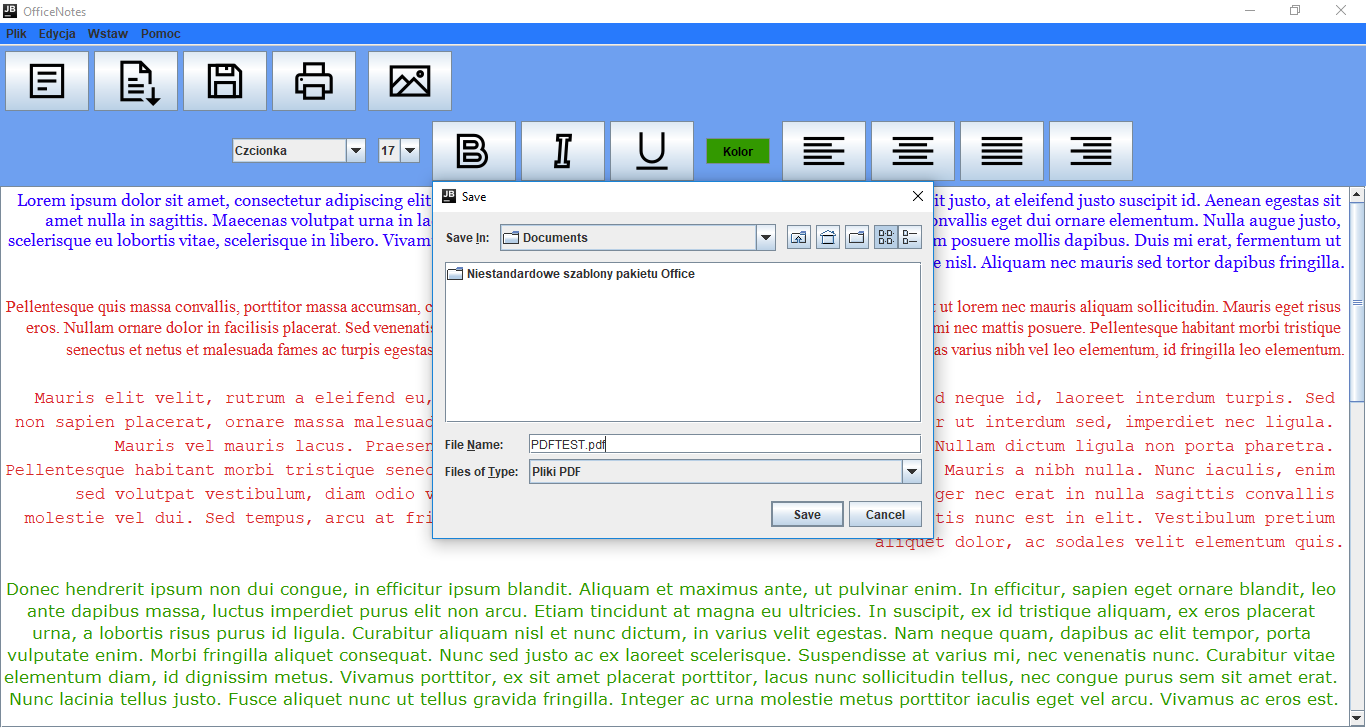 JB OfficeNotes
Plik Edycja Wstaw Pomoc
Czcionka 17 B I U Kolor
JB Save
Save In: Documents
Niestandardowe szablony pakietu Office
File Name: PDFTEST.pdf
Files of Type: Pliki PDF
Save Cancel
Lorem ipsum dolor sit amet, consectetur adipiscing elit it justo, at eleifend justo suscipit id. Aenean egestas sit
amet nulla in sagittis. Maecenas volutpat urna in la onvallis eget dui ornare elementum. Nulla augue justo,
scelerisque eu lobortis vitae, scelerisque in libero. Vivam m posuere mollis dapibus. Duis mi erat, fermentum ut
e nisl. Aliquam nec mauris sed tortor dapibus fringilla.
Pellentesque quis massa convallis, porttitor massa accumsan, c ut lorem nec mauris aliquam sollicitudin. Mauris eget risus
eros. Nullam ornare dolor in facilisis placerat. Sed venenatis mi nec mattis posuere. Pellentesque habitant morbi tristique
senectus et netus et malesuada fames ac turpis egestas as varius nibh vel leo elementum, id fringilla leo elementum.
Mauris elit velit, rutrum a eleifend eu, d neque id, laoreet interdum turpis. Sed
non sapien placerat, ornare massa malesuad r ut interdum sed, imperdiet nec ligula.
Mauris vel mauris lacus. Praesen Nullam dictum ligula non porta pharetra.
Pellentesque habitant morbi tristique senec Mauris a nibh nulla. Nunc iaculis, enim
sed volutpat vestibulum, diam odio v ger nec erat in nulla sagittis convallis
molestie vel dui. Sed tempus, arcu at fri tis nunc est in elit. Vestibulum pretium
aliquet dolor, ac sodales velit elementum quis.
Donec hendrerit ipsum non dui congue, in efficitur ipsum blandit. Aliquam et maximus ante, ut pulvinar enim. In efficitur, sapien eget ornare blandit, leo
ante dapibus massa, luctus imperdiet purus elit non arcu. Etiam tincidunt at magna eu ultricies. In suscipit, ex id tristique aliquam, ex eros placerat
urna, a lobortis risus purus id ligula. Curabitur aliquam nisl et nunc dictum, in varius velit egestas. Nam neque quam, dapibus ac elit tempor, porta
vulputate enim. Morbi fringilla aliquet consequat. Nunc sed justo ac ex laoreet scelerisque. Suspendisse at varius mi, nec venenatis nunc. Curabitur vitae
elementum diam, id dignissim metus. Vivamus porttitor, ex sit amet placerat porttitor, lacus nunc sollicitudin tellus, nec congue purus sem sit amet erat.
Nunc lacinia tellus justo. Fusce aliquet nunc ut tellus gravida fringilla. Integer ac urna molestie metus porttitor iaculis eget vel arcu. Vivamus ac eros est.